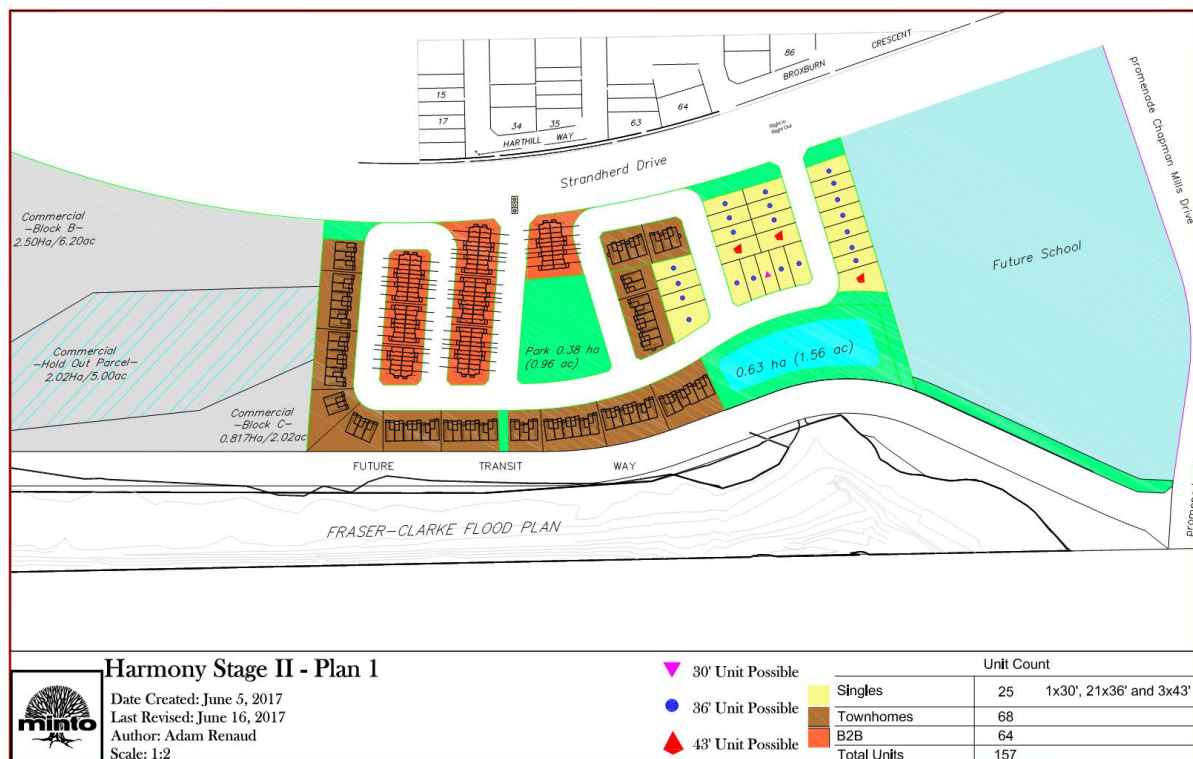 86
CRESCENT
BROXBURN
15
17
34
35
63
64
HARTHILL WAY
Right In
Right Out
Strandherd Drive
promenade Chapman Mills Drive
Commercial
-Block B-
2.50Ha/6.20ac
Future School
Commercial
-Hold Out Parcel-
2.02Ha/5.00ac
Park 0.38 ha
(0.96 ac)
0.63 ha (1.56 ac)
Commercial
-Block C-
0.817Ha/2.02ac
FUTURE TRANSIT WAY
FRASER-CLARKE FLOOD PLAN
Harmony Stage II - Plan 1
Date Created: June 5, 2017
Last Revised: June 16, 2017
Author: Adam Renaud
Scale: 1:2
minto
30' Unit Possible
36' Unit Possible
43' Unit Possible
Unit Count
Singles 25 1x30', 21x36' and 3x43'
Townhomes 68
B2B 64
Total Units 157